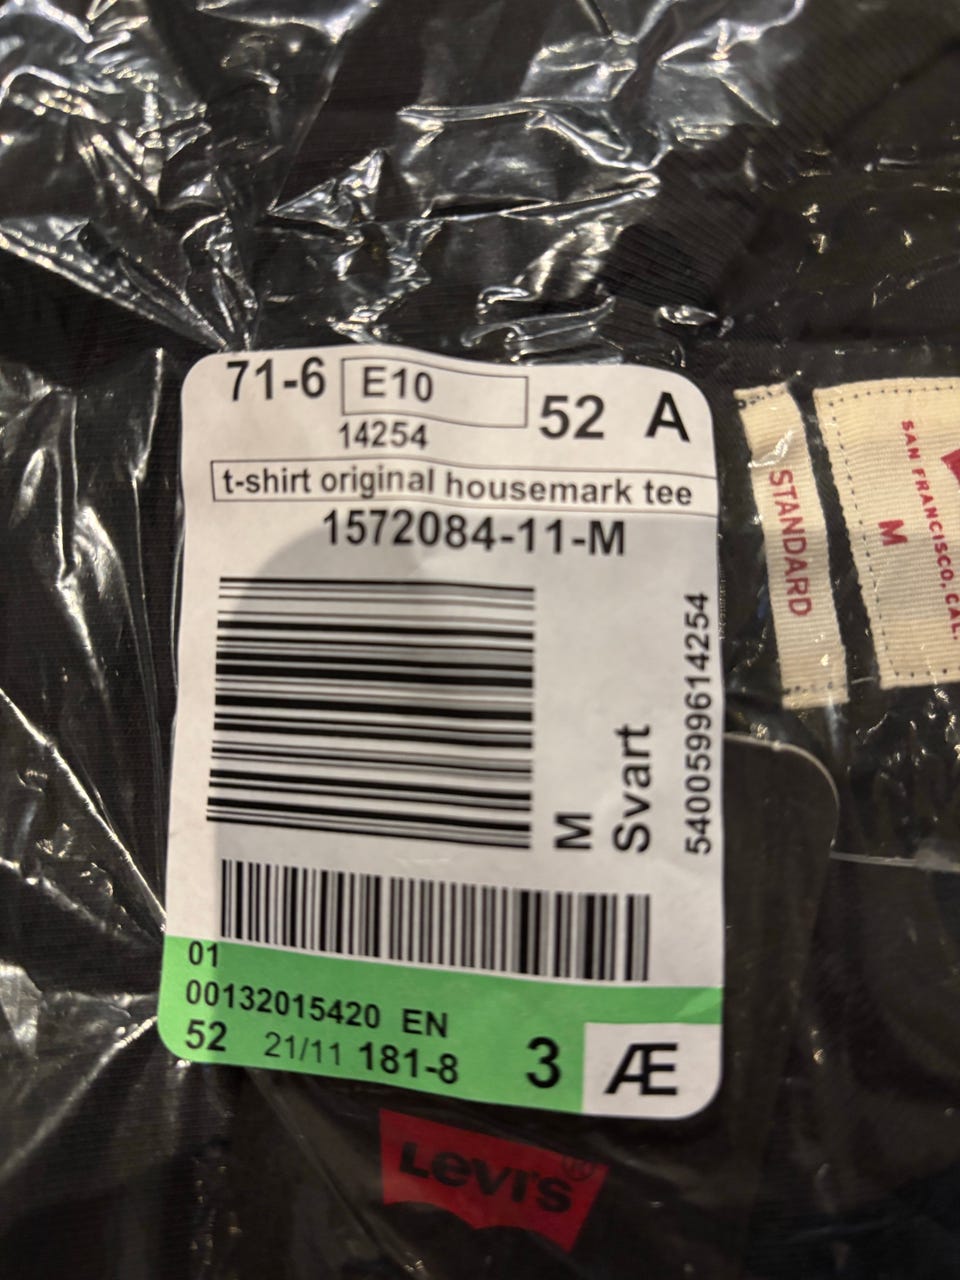 71-6 E10 52 A
14254
t-shirt original housemark tee
1572084-11-M
M
Svart
5400599614254
01
00132015420 EN
52 21/11 181-8 3 Æ
STANDARD
SAN FRANCISCO, CAL.
M
Levi's ®